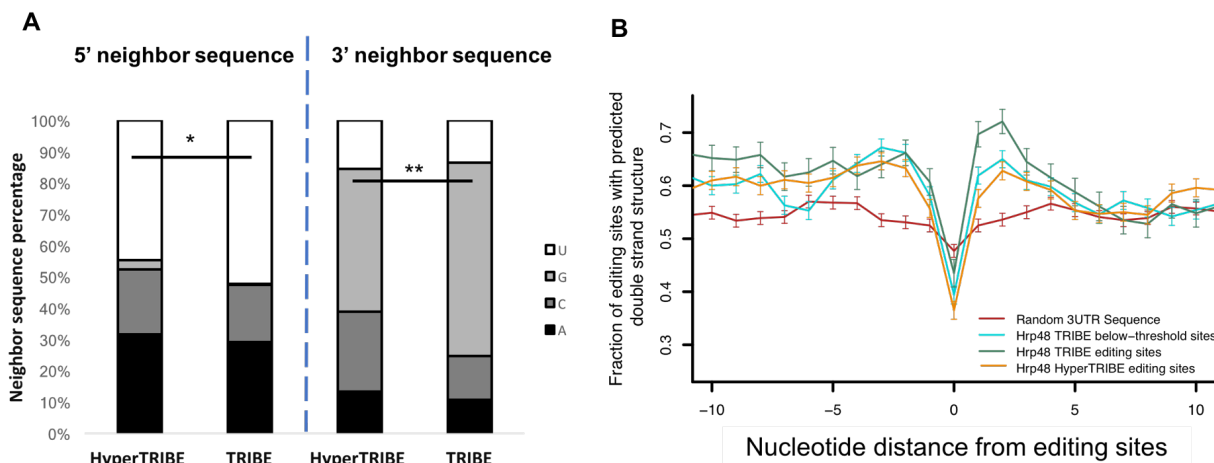 A
5’ neighbor sequence
3’ neighbor sequence
Neighbor sequence percentage
100%
90%
80%
70%
60%
50%
40%
30%
20%
10%
0%
*
**
U
G
C
A
HyperTRIBE
TRIBE
HyperTRIBE
TRIBE
B
Fraction of editing sites with predicted
double strand structure
0.7
0.6
0.5
0.4
0.3
Random 3UTR Sequence
Hrp48 TRIBE below-threshold sites
Hrp48 TRIBE editing sites
Hrp48 HyperTRIBE editing sites
−10
−5
0
5
10
Nucleotide distance from editing sites